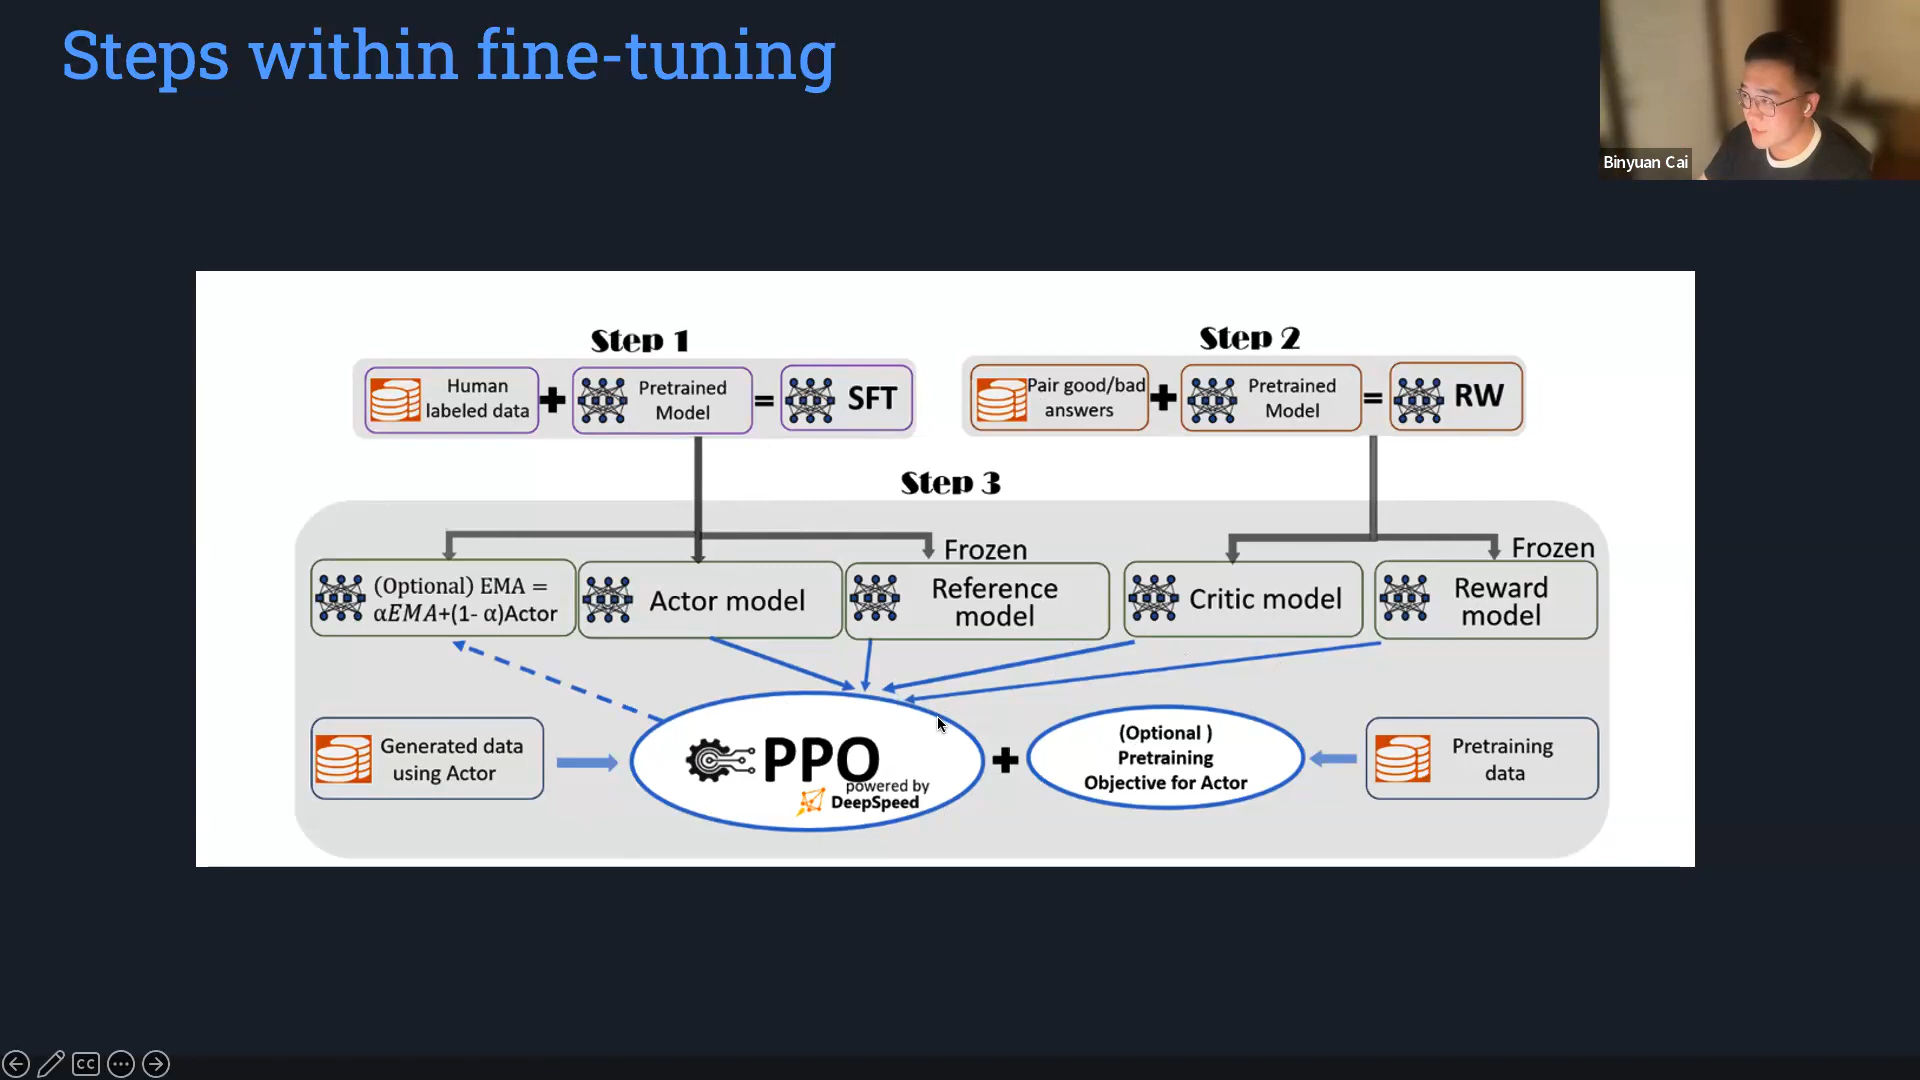 Steps within fine-tuning
Binyuan Cai
Step 1
Human
labeled data
Pretrained
Model
=
SFT
Step 2
Pair good/bad
answers
Pretrained
Model
=
RW
Step 3
Frozen
Frozen
(Optional) EMA =
αEMA+(1- α)Actor
Actor model
Reference
model
Critic model
Reward
model
Generated data
using Actor
PPO
powered by
DeepSpeed
+
(Optional )
Pretraining
Objective for Actor
Pretraining
data
CC